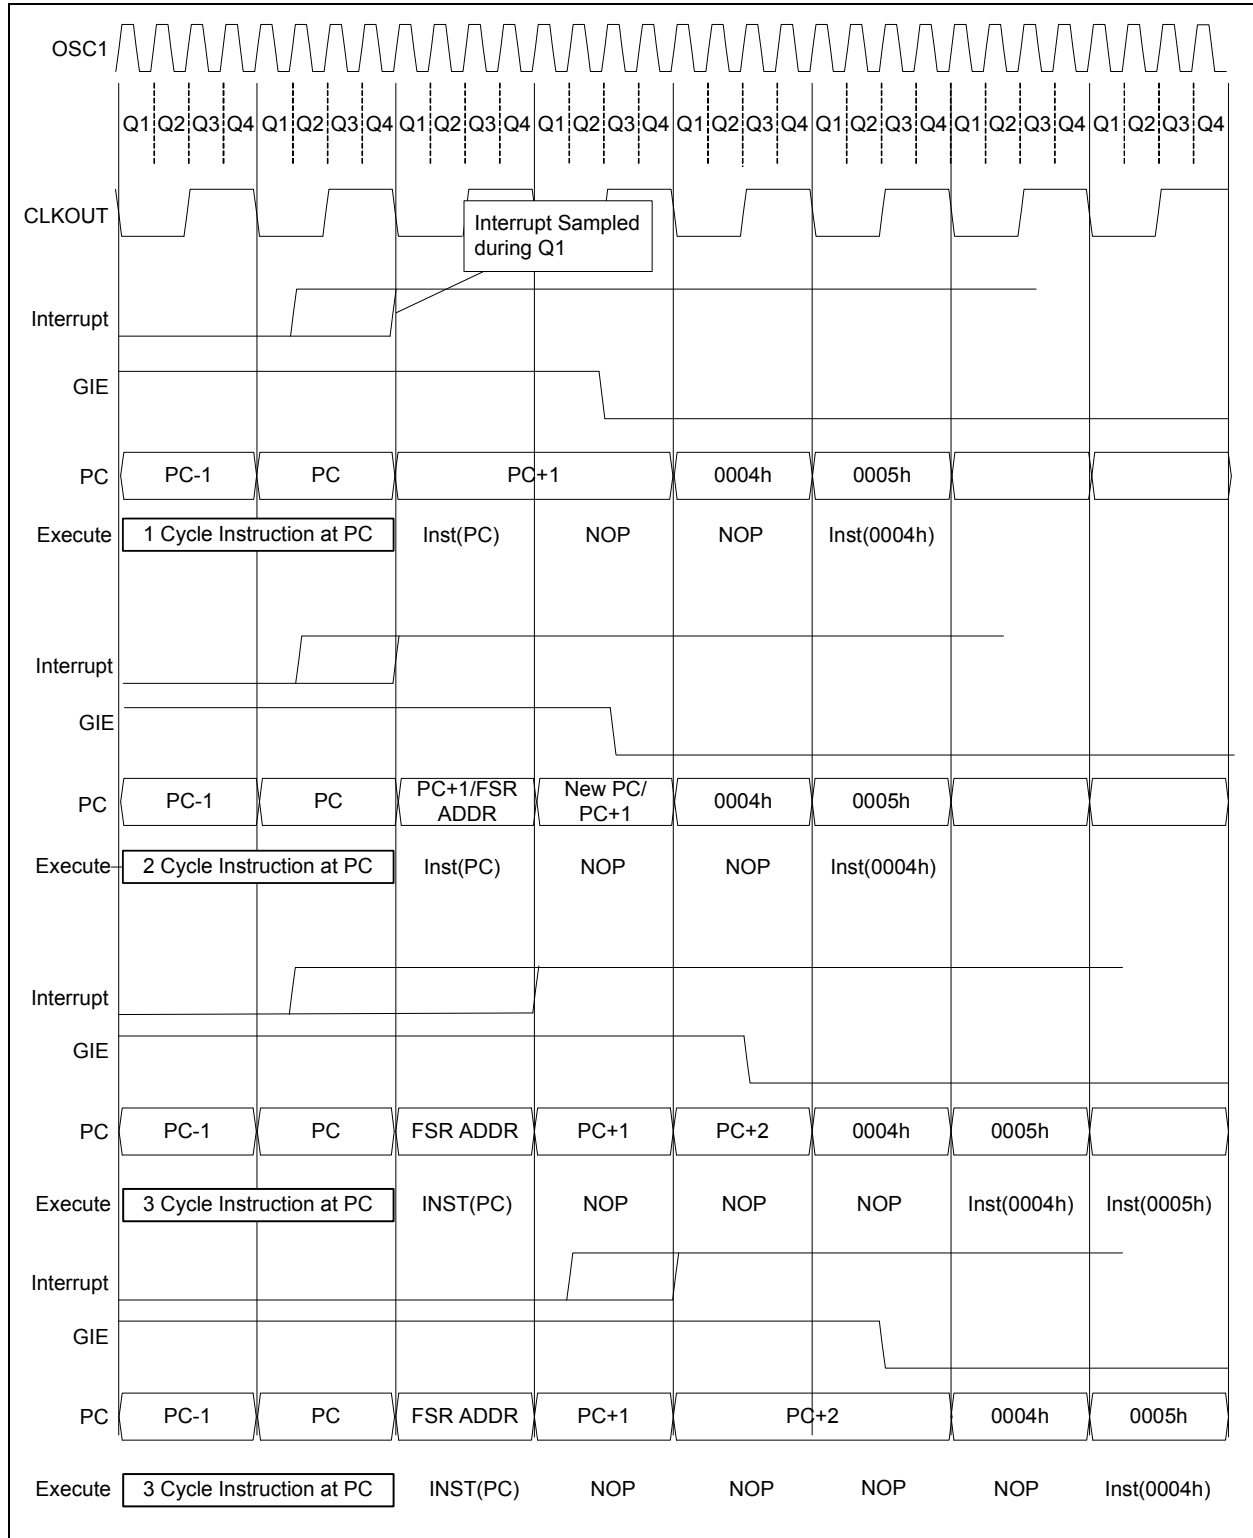 OSC1
Q1 Q2 Q3 Q4 Q1 Q2 Q3 Q4 Q1 Q2 Q3 Q4 Q1 Q2 Q3 Q4 Q1 Q2 Q3 Q4 Q1 Q2 Q3 Q4 Q1 Q2 Q3 Q4 Q1 Q2 Q3 Q4
CLKOUT
Interrupt Sampled
during Q1
Interrupt
GIE
PC PC-1 PC PC+1 0004h 0005h
Execute 1 Cycle Instruction at PC Inst(PC) NOP NOP Inst(0004h)
Interrupt
GIE
PC PC-1 PC PC+1/FSR ADDR New PC/ PC+1 0004h 0005h
Execute 2 Cycle Instruction at PC Inst(PC) NOP NOP Inst(0004h)
Interrupt
GIE
PC PC-1 PC FSR ADDR PC+1 PC+2 0004h 0005h
Execute 3 Cycle Instruction at PC INST(PC) NOP NOP NOP Inst(0004h) Inst(0005h)
Interrupt
GIE
PC PC-1 PC FSR ADDR PC+1 PC+2 0004h 0005h
Execute 3 Cycle Instruction at PC INST(PC) NOP NOP NOP NOP Inst(0004h)